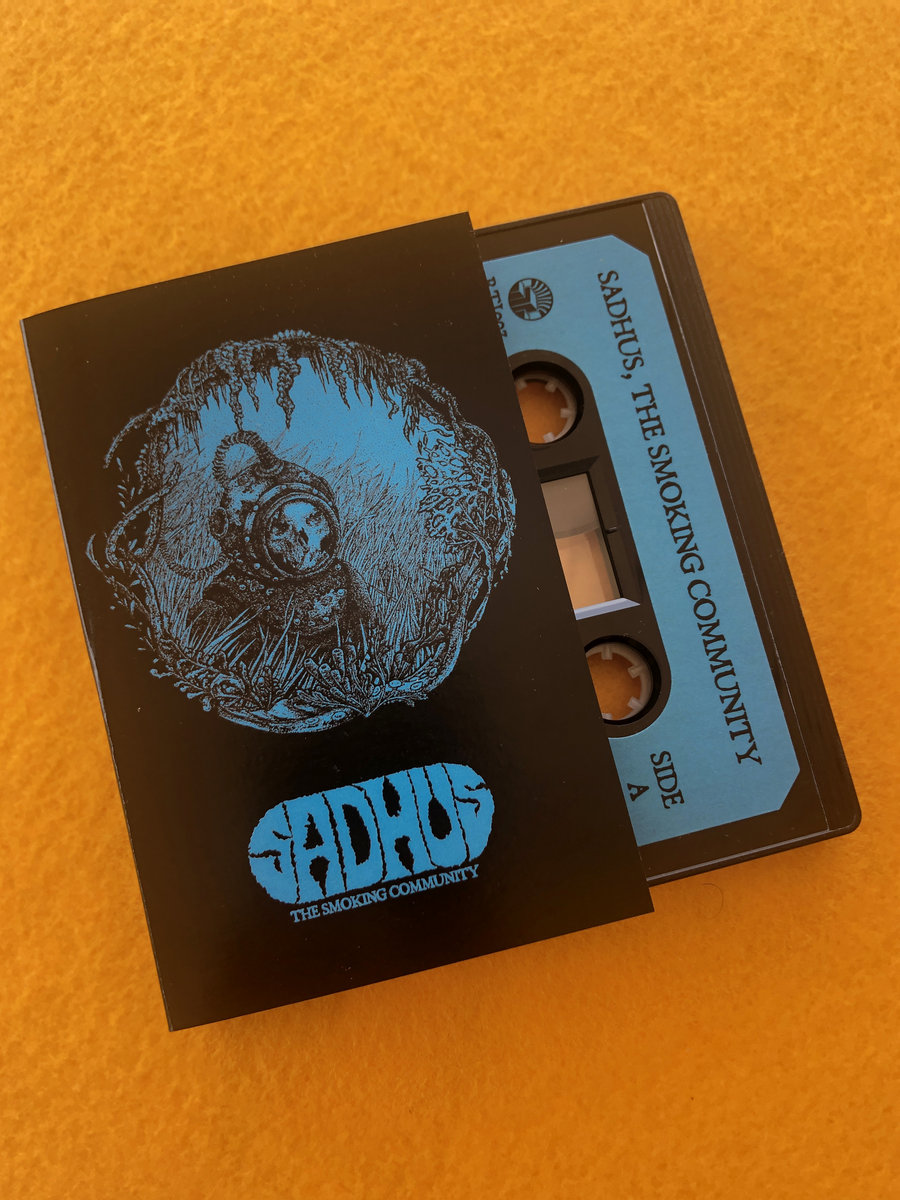 SADHUS
THE SMOKING COMMUNITY
SADHUS, THE SMOKING COMMUNITY
SIDE
A